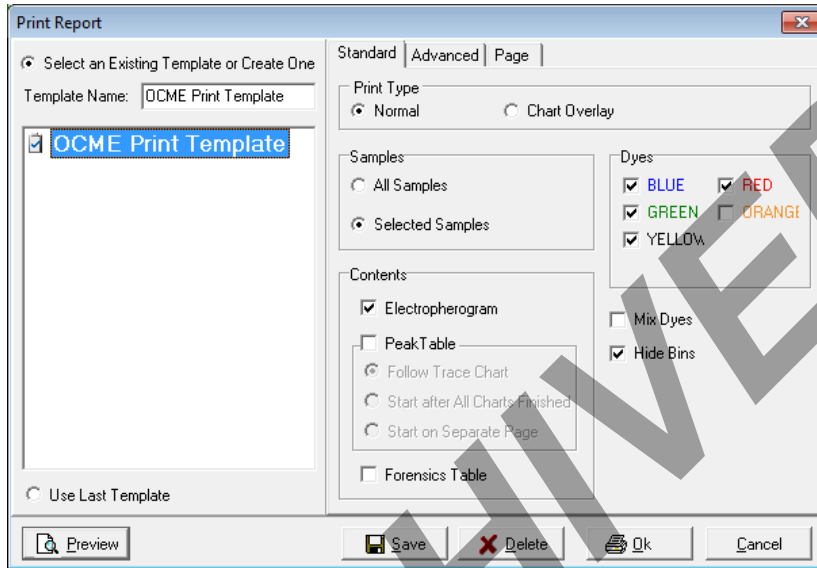 Print Report
Select an Existing Template or Create One
Template Name: OCME Print Template
OCME Print Template
Use Last Template
Preview
Standard Advanced Page
Print Type
Normal Chart Overlay
Samples
All Samples
Selected Samples
Dyes
BLUE RED
GREEN ORANGE
YELLOW
Contents
Electropherogram
PeakTable
Follow Trace Chart
Start after All Charts Finished
Start on Separate Page
Forensics Table
Mix Dyes
Hide Bins
Save Delete Ok Cancel
HIVE